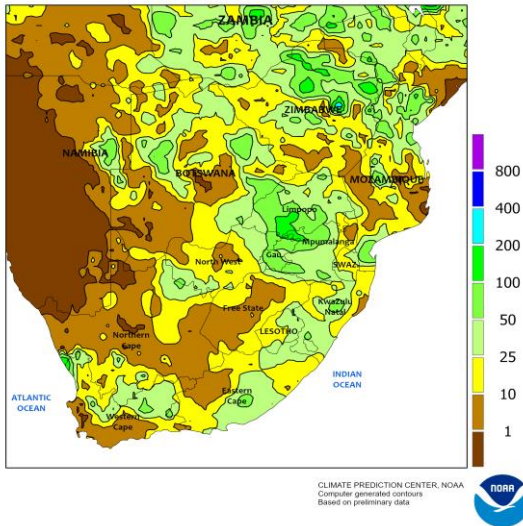 ZAMBIA
ZIMBABWE
NAMIBIA
BOTSWANA
MOZAMBIQUE
Limpopo
Mpumalanga
Gau.
North West
SWAZ.
Free State
KwaZulu
Natal
LESOTHO
Northern
Cape
INDIAN
OCEAN
ATLANTIC
OCEAN
Eastern
Cape
Western
Cape
800
400
200
100
50
25
10
1
CLIMATE PREDICTION CENTER, NOAA
Computer generated contours
Based on preliminary data
NOAA